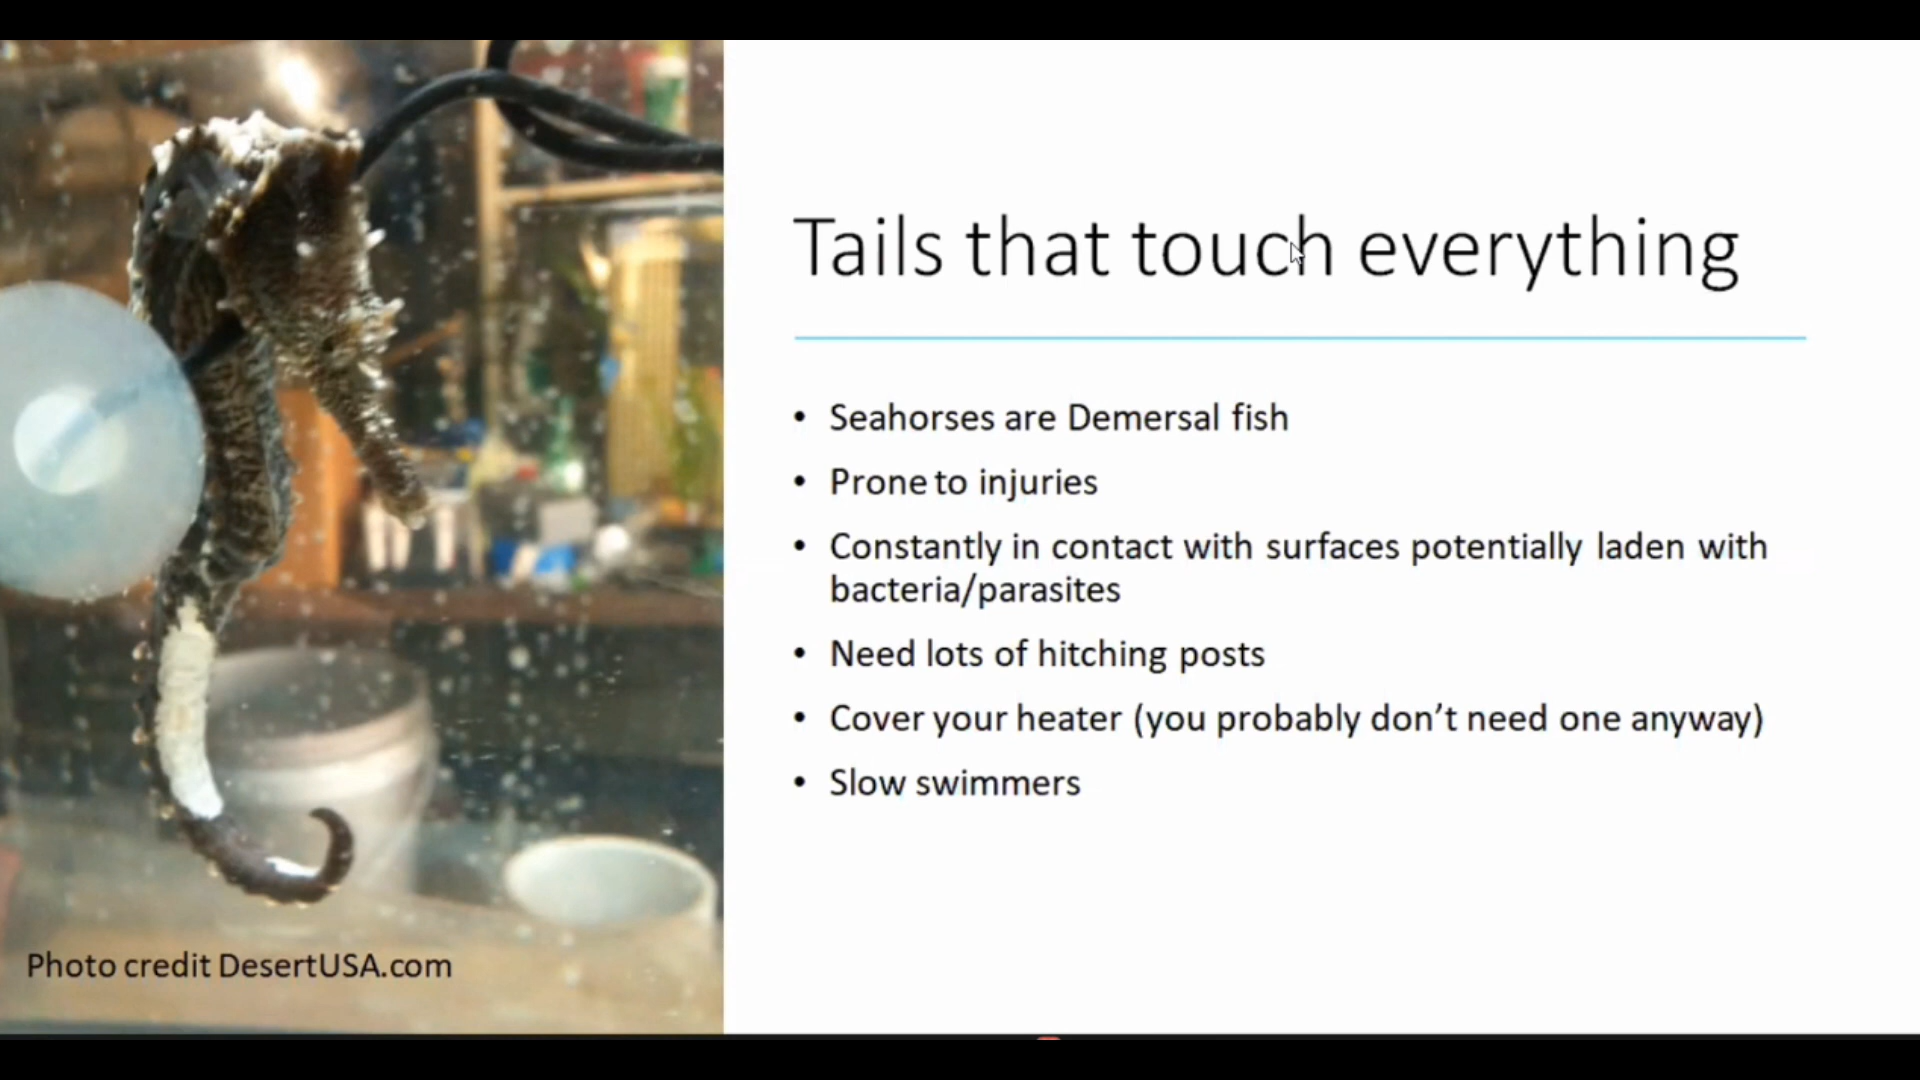 Tails that touch everything
• Seahorses are Demersal fish
• Prone to injuries
• Constantly in contact with surfaces potentially laden with
bacteria/parasites
• Need lots of hitching posts
• Cover your heater (you probably don’t need one anyway)
• Slow swimmers
Photo credit DesertUSA.com